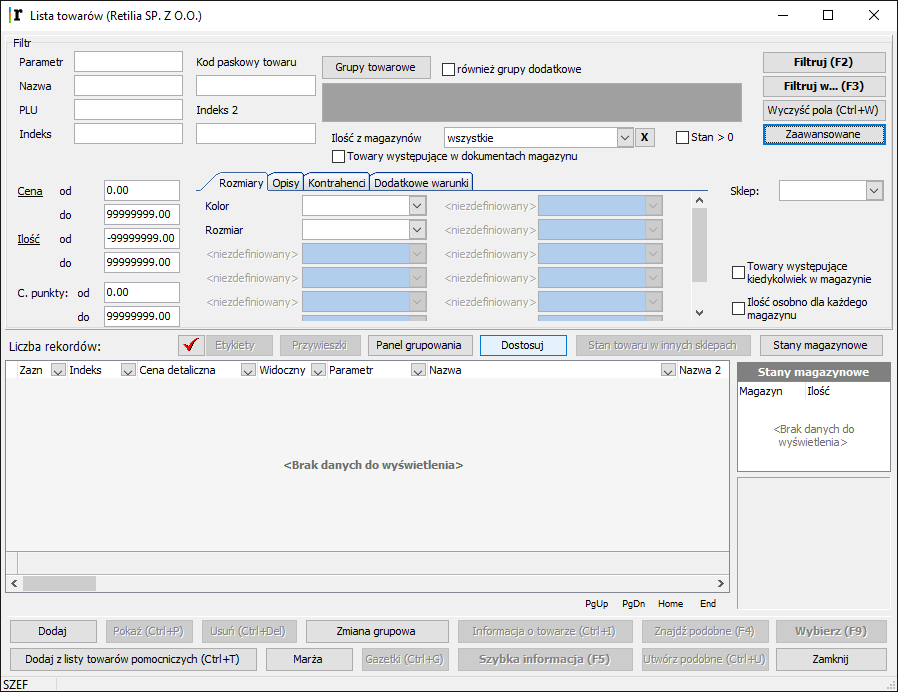 r Lista towarów (Retilia SP. Z O.O.)
Filtr
Parametr
Kod paskowy towaru
Grupy towarowe
również grupy dodatkowe
Filtruj (F2)
Nazwa
Filtruj w... (F3)
PLU
Indeks 2
Wyczyść pola (Ctrl+W)
Indeks
Ilość z magazynów
wszystkie
X
Stan > 0
Zaawansowane
Towary występujące w dokumentach magazynu
Cena od 0.00
do 99999999.00
Ilość od -99999999.00
do 99999999.00
C. punkty: od 0.00
do 99999999.00
Rozmiary Opisy Kontrahenci Dodatkowe warunki
Kolor <niezdefiniowany>
Rozmiar <niezdefiniowany>
<niezdefiniowany> <niezdefiniowany>
<niezdefiniowany> <niezdefiniowany>
<niezdefiniowany> <niezdefiniowany>
Sklep:
Towary występujące
kiedykolwiek w magazynie
Ilość osobno dla każdego
magazynu
Liczba rekordów:
Etykiety
Przywieszki
Panel grupowania
Dostosuj
Stan towaru w innych sklepach
Stany magazynowe
Zazn Indeks Cena detaliczna Widoczny Parametr Nazwa Nazwa 2
<Brak danych do wyświetlenia>
Stany magazynowe
Magazyn Ilość
<Brak danych do
wyświetlenia>
PgUp PgDn Home End
Dodaj
Pokaż (Ctrl+P)
Usuń (Ctrl+Del)
Zmiana grupowa
Informacja o towarze (Ctrl+I)
Znajdź podobne (F4)
Wybierz (F9)
Dodaj z listy towarów pomocniczych (Ctrl+T)
Marża
Gazetki (Ctrl+G)
Szybka informacja (F5)
Utwórz podobne (Ctrl+U)
Zamknij
SZEF